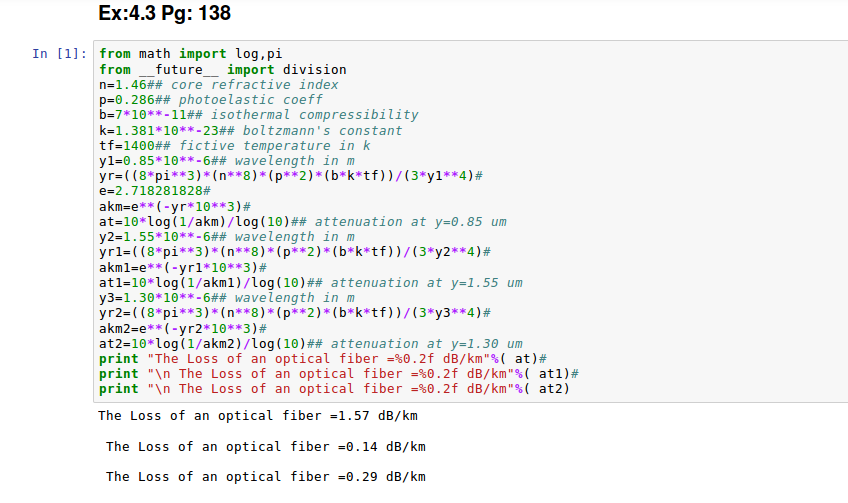 Ex:4.3 Pg: 138
In [1]: from math import log,pi
from __future__ import division
n=1.46## core refractive index
p=0.286## photoelastic coeff
b=7*10**-11## isothermal compressibility
k=1.381*10**-23## boltzmann's constant
tf=1400## fictive temperature in k
y1=0.85*10**-6## wavelength in m
yr=((8*pi**3)*(n**8)*(p**2)*(b*k*tf))/(3*y1**4)#
e=2.718281828#
akm=e**(-yr*10**3)#
at=10*log(1/akm)/log(10)## attenuation at y=0.85 um
y2=1.55*10**-6## wavelength in m
yr1=((8*pi**3)*(n**8)*(p**2)*(b*k*tf))/(3*y2**4)#
akm1=e**(-yr1*10**3)#
at1=10*log(1/akm1)/log(10)## attenuation at y=1.55 um
y3=1.30*10**-6## wavelength in m
yr2=((8*pi**3)*(n**8)*(p**2)*(b*k*tf))/(3*y3**4)#
akm2=e**(-yr2*10**3)#
at2=10*log(1/akm2)/log(10)## attenuation at y=1.30 um
print "The Loss of an optical fiber =%0.2f dB/km"%( at)#
print "\n The Loss of an optical fiber =%0.2f dB/km"%( at1)#
print "\n The Loss of an optical fiber =%0.2f dB/km"%( at2)
The Loss of an optical fiber =1.57 dB/km
The Loss of an optical fiber =0.14 dB/km
The Loss of an optical fiber =0.29 dB/km